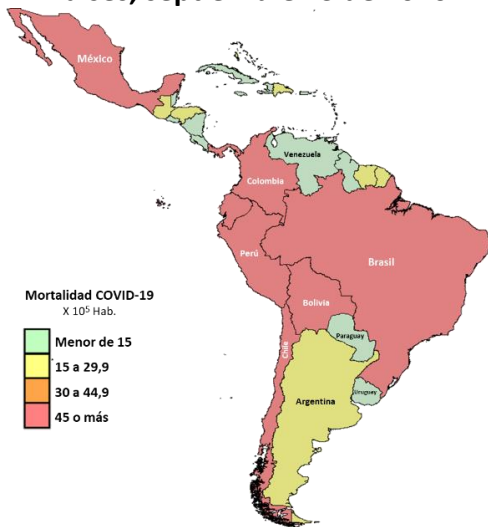 México
Venezuela
Colombia
Perú
Brasil
Bolivia
Paraguay
Chile
Uruguay
Argentina
Mortalidad COVID-19
X 10⁵ Hab.
Menor de 15
15 a 29,9
30 a 44,9
45 o más